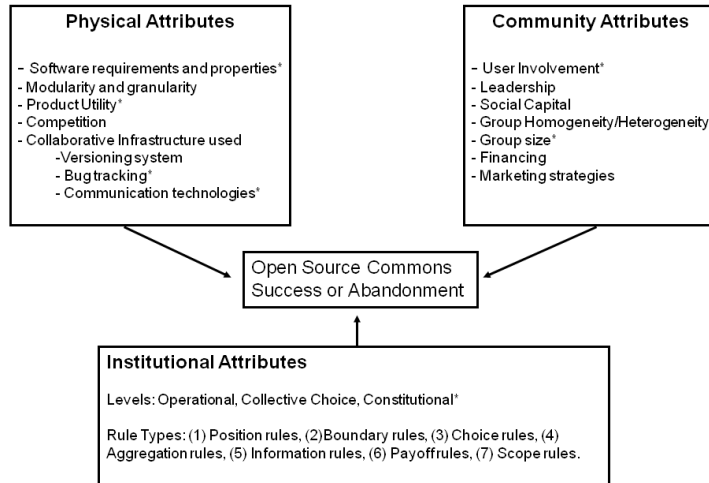 Physical Attributes
- Software requirements and properties*
- Modularity and granularity
- Product Utility*
- Competition
- Collaborative Infrastructure used
-Versioning system
- Bug tracking*
- Communication technologies*
Community Attributes
- User Involvement*
- Leadership
- Social Capital
- Group Homogeneity/Heterogeneity
- Group size*
- Financing
- Marketing strategies
Open Source Commons
Success or Abandonment
Institutional Attributes
Levels: Operational, Collective Choice, Constitutional*
Rule Types: (1) Position rules, (2)Boundary rules, (3) Choice rules, (4)
Aggregation rules, (5) Information rules, (6) Payoff rules, (7) Scope rules.